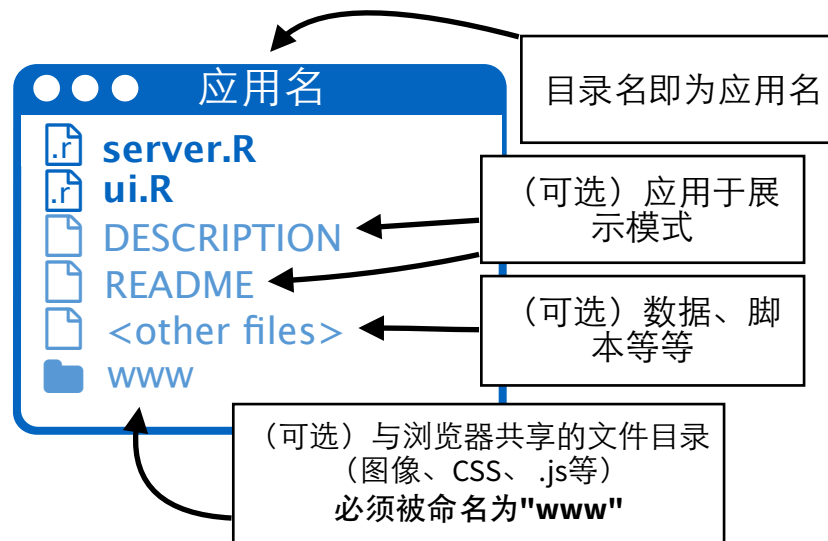 应用名
目录名即为应用名
.r server.R
.r ui.R
DESCRIPTION
README
<other files>
www
（可选）应用于展
示模式
（可选）数据、脚
本等等
（可选）与浏览器共享的文件目录
（图像、CSS、.js等）
必须被命名为"www"